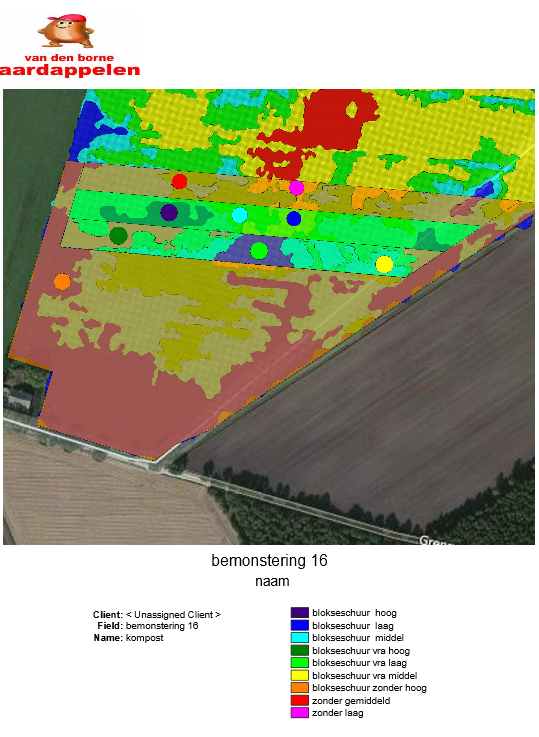 van den borne
aardappelen
bemonstering 16
naam
Client: < Unassigned Client >
Field: bemonstering 16
Name: kompost
blokseschuur hoog
blokseschuur laag
blokseschuur middel
blokseschuur vra hoog
blokseschuur vra laag
blokseschuur vra middel
blokseschuur zonder hoog
zonder gemiddeld
zonder laag